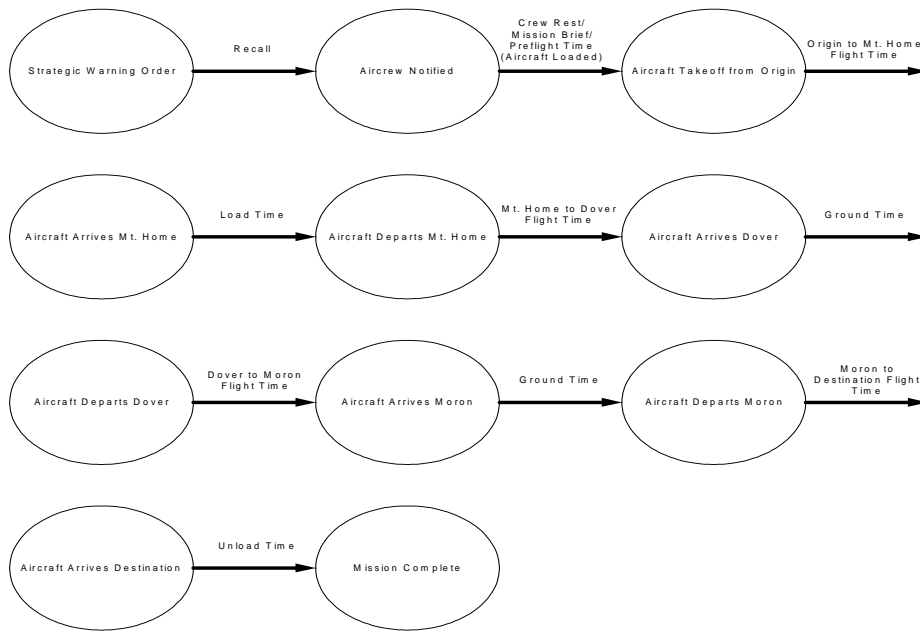 Strategic Warning Order
Recall
Aircrew Notified
Crew Rest/
Mission Brief/
Preflight Time
(Aircraft Loaded)
Aircraft Takeoff from Origin
Origin to Mt. Home
Flight Time
Aircraft Arrives Mt. Home
Load Time
Aircraft Departs Mt. Home
Mt. Home to Dover
Flight Time
Aircraft Arrives Dover
Ground Time
Aircraft Departs Dover
Dover to Moron
Flight Time
Aircraft Arrives Moron
Ground Time
Aircraft Departs Moron
Moron to
Destination Flight
Time
Aircraft Arrives Destination
Unload Time
Mission Complete